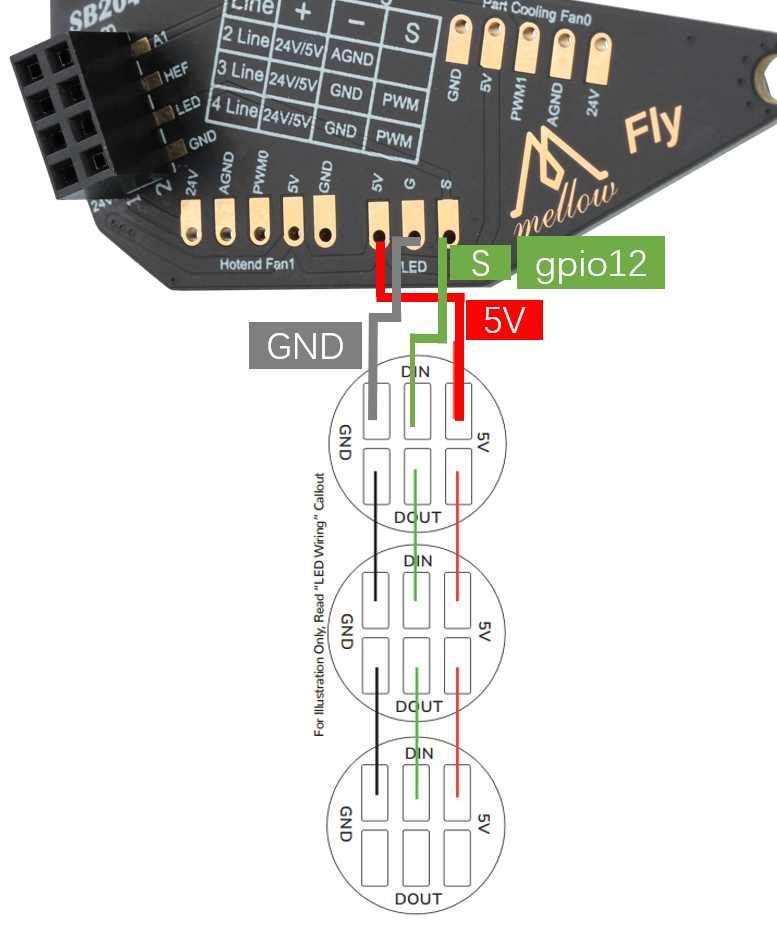 SB204
Line + − S
2 Line 24V/5V AGND
3 Line 24V/5V GND PWM
4 Line 24V/5V GND PWM
Part Cooling Fan0
GND 5V PWM1 AGND 24V
A1
HEF
LED
GND
Fly
mellow
24V AGND PWM0 5V GND
5V G S
Hotend Fan1
LED
S
gpio12
GND
5V
DIN
GND
5V
DOUT
For Illustration Only, Read "LED Wiring" Callout
DIN
GND
5V
DOUT
DIN
GND
5V
DOUT